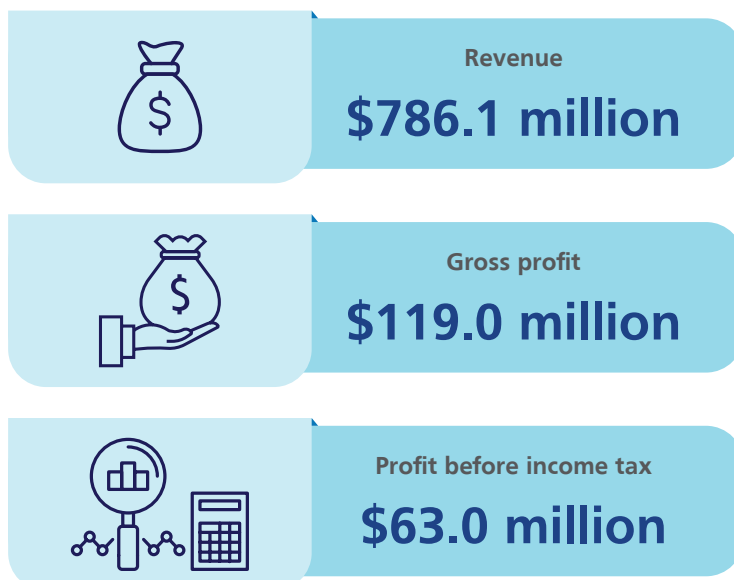 $
Revenue
$786.1 million
$
Gross profit
$119.0 million
Profit before income tax
$63.0 million